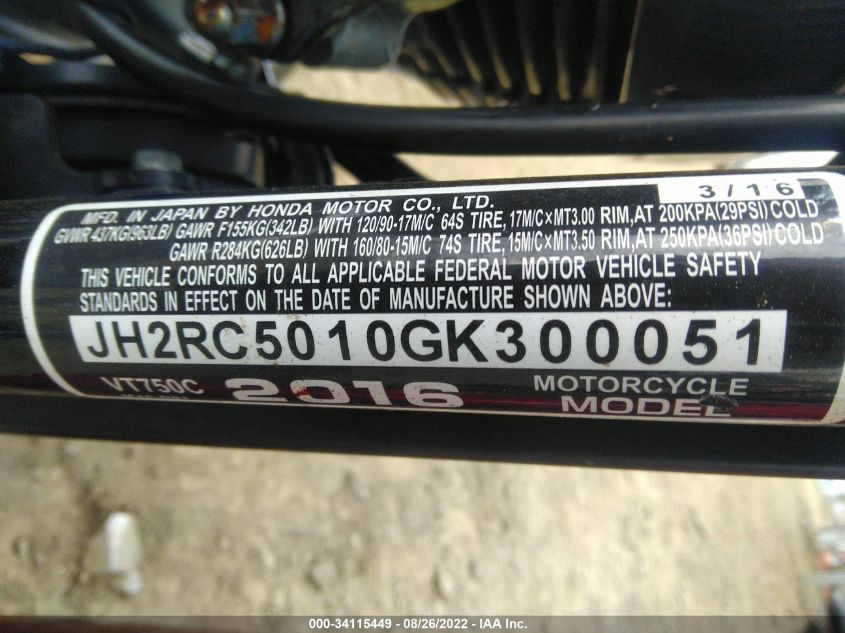 3/16
MFD. IN JAPAN BY HONDA MOTOR CO., LTD.
GVWR 437KG(963LB) GAWR F155KG(342LB) WITH 120/90-17M/C 64S TIRE,17M/C×MT3.00 RIM,AT 200KPA(29PSI)COLD
GAWR R284KG(626LB) WITH 160/80-15M/C 74S TIRE,15M/C×MT3.50 RIM,AT 250KPA(36PSI)COLD
THIS VEHICLE CONFORMS TO ALL APPLICABLE FEDERAL MOTOR VEHICLE SAFETY
STANDARDS IN EFFECT ON THE DATE OF MANUFACTURE SHOWN ABOVE:
JH2RC5010GK300051
VT750C 2016 MOTORCYCLE
MODEL
000-34115449 - 08/26/2022 - IAA Inc.